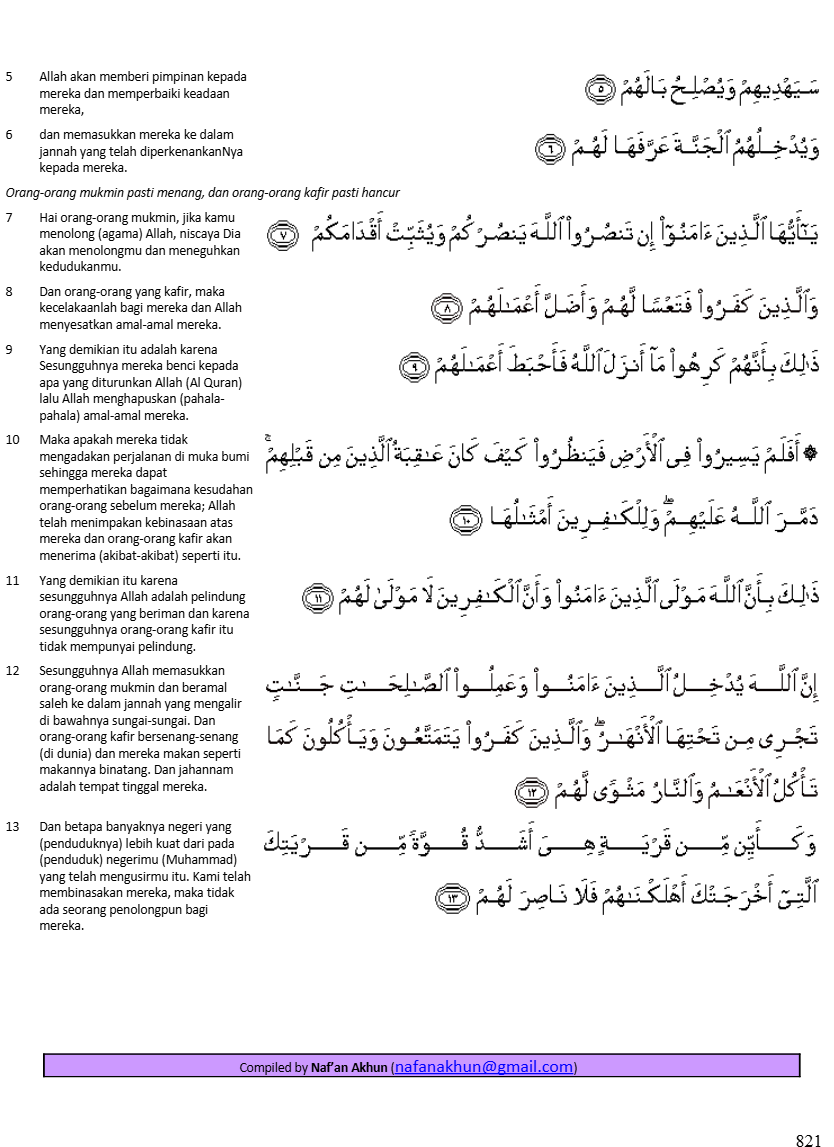 5 Allah akan memberi pimpinan kepada
mereka dan memperbaiki keadaan
mereka,
سَيَهْدِيهِمْ وَيُصْلِحُ بَالَهُمْ ﴿٥﴾
6 dan memasukkan mereka ke dalam
jannah yang telah diperkenankanNya
kepada mereka.
وَيُدْخِلُهُمُ ٱلْجَنَّةَ عَرَّفَهَا لَهُمْ ﴿٦﴾
Orang-orang mukmin pasti menang, dan orang-orang kafir pasti hancur
7 Hai orang-orang mukmin, jika kamu
menolong (agama) Allah, niscaya Dia
akan menolongmu dan meneguhkan
kedudukanmu.
يَـٰٓأَيُّهَا ٱلَّذِينَ ءَامَنُوٓا۟ إِن تَنصُرُوا۟ ٱللَّهَ يَنصُرْكُمْ وَيُثَبِّتْ أَقْدَامَكُمْ ﴿٧﴾
8 Dan orang-orang yang kafir, maka
kecelakaanlah bagi mereka dan Allah
menyesatkan amal-amal mereka.
وَٱلَّذِينَ كَفَرُوا۟ فَتَعْسًا لَّهُمْ وَأَضَلَّ أَعْمَـٰلَهُمْ ﴿٨﴾
9 Yang demikian itu adalah karena
Sesungguhnya mereka benci kepada
apa yang diturunkan Allah (Al Quran)
lalu Allah menghapuskan (pahala-
pahala) amal-amal mereka.
ذَٰلِكَ بِأَنَّهُمْ كَرِهُوا۟ مَآ أَنزَلَ ٱللَّهُ فَأَحْبَطَ أَعْمَـٰلَهُمْ ﴿٩﴾
10 Maka apakah mereka tidak
mengadakan perjalanan di muka bumi
sehingga mereka dapat
memperhatikan bagaimana kesudahan
orang-orang sebelum mereka; Allah
telah menimpakan kebinasaan atas
mereka dan orang-orang kafir akan
menerima (akibat-akibat) seperti itu.
۞ أَفَلَمْ يَسِيرُوا۟ فِى ٱلْأَرْضِ فَيَنظُرُوا۟ كَيْفَ كَانَ عَـٰقِبَةُ ٱلَّذِينَ مِن قَبْلِهِمْ ۚ
دَمَّرَ ٱللَّهُ عَلَيْهِمْ ۖ وَلِلْكَـٰفِرِينَ أَمْثَـٰلُهَا ﴿١٠﴾
11 Yang demikian itu karena
sesungguhnya Allah adalah pelindung
orang-orang yang beriman dan karena
sesungguhnya orang-orang kafir itu
tidak mempunyai pelindung.
ذَٰلِكَ بِأَنَّ ٱللَّهَ مَوْلَى ٱلَّذِينَ ءَامَنُوا۟ وَأَنَّ ٱلْكَـٰفِرِينَ لَا مَوْلَىٰ لَهُمْ ﴿١١﴾
12 Sesungguhnya Allah memasukkan
orang-orang mukmin dan beramal
saleh ke dalam jannah yang mengalir
di bawahnya sungai-sungai. Dan
orang-orang kafir bersenang-senang
(di dunia) dan mereka makan seperti
makannya binatang. Dan jahannam
adalah tempat tinggal mereka.
إِنَّ ٱللَّهَ يُدْخِلُ ٱلَّذِينَ ءَامَنُوا۟ وَعَمِلُوا۟ ٱلصَّـٰلِحَـٰتِ جَنَّـٰتٍ
تَجْرِى مِن تَحْتِهَا ٱلْأَنْهَـٰرُ ۖ وَٱلَّذِينَ كَفَرُوا۟ يَتَمَتَّعُونَ وَيَأْكُلُونَ كَمَا
تَأْكُلُ ٱلْأَنْعَـٰمُ وَٱلنَّارُ مَثْوًى لَّهُمْ ﴿١٢﴾
13 Dan betapa banyaknya negeri yang
(penduduknya) lebih kuat dari pada
(penduduk) negerimu (Muhammad)
yang telah mengusirmu itu. Kami telah
membinasakan mereka, maka tidak
ada seorang penolongpun bagi
mereka.
وَكَأَيِّن مِّن قَرْيَةٍ هِىَ أَشَدُّ قُوَّةً مِّن قَرْيَتِكَ
ٱلَّتِىٓ أَخْرَجَتْكَ أَهْلَكْنَـٰهُمْ فَلَا نَاصِرَ لَهُمْ ﴿١٣﴾
Compiled by Naf’an Akhun (nafanakhun@gmail.com)
821